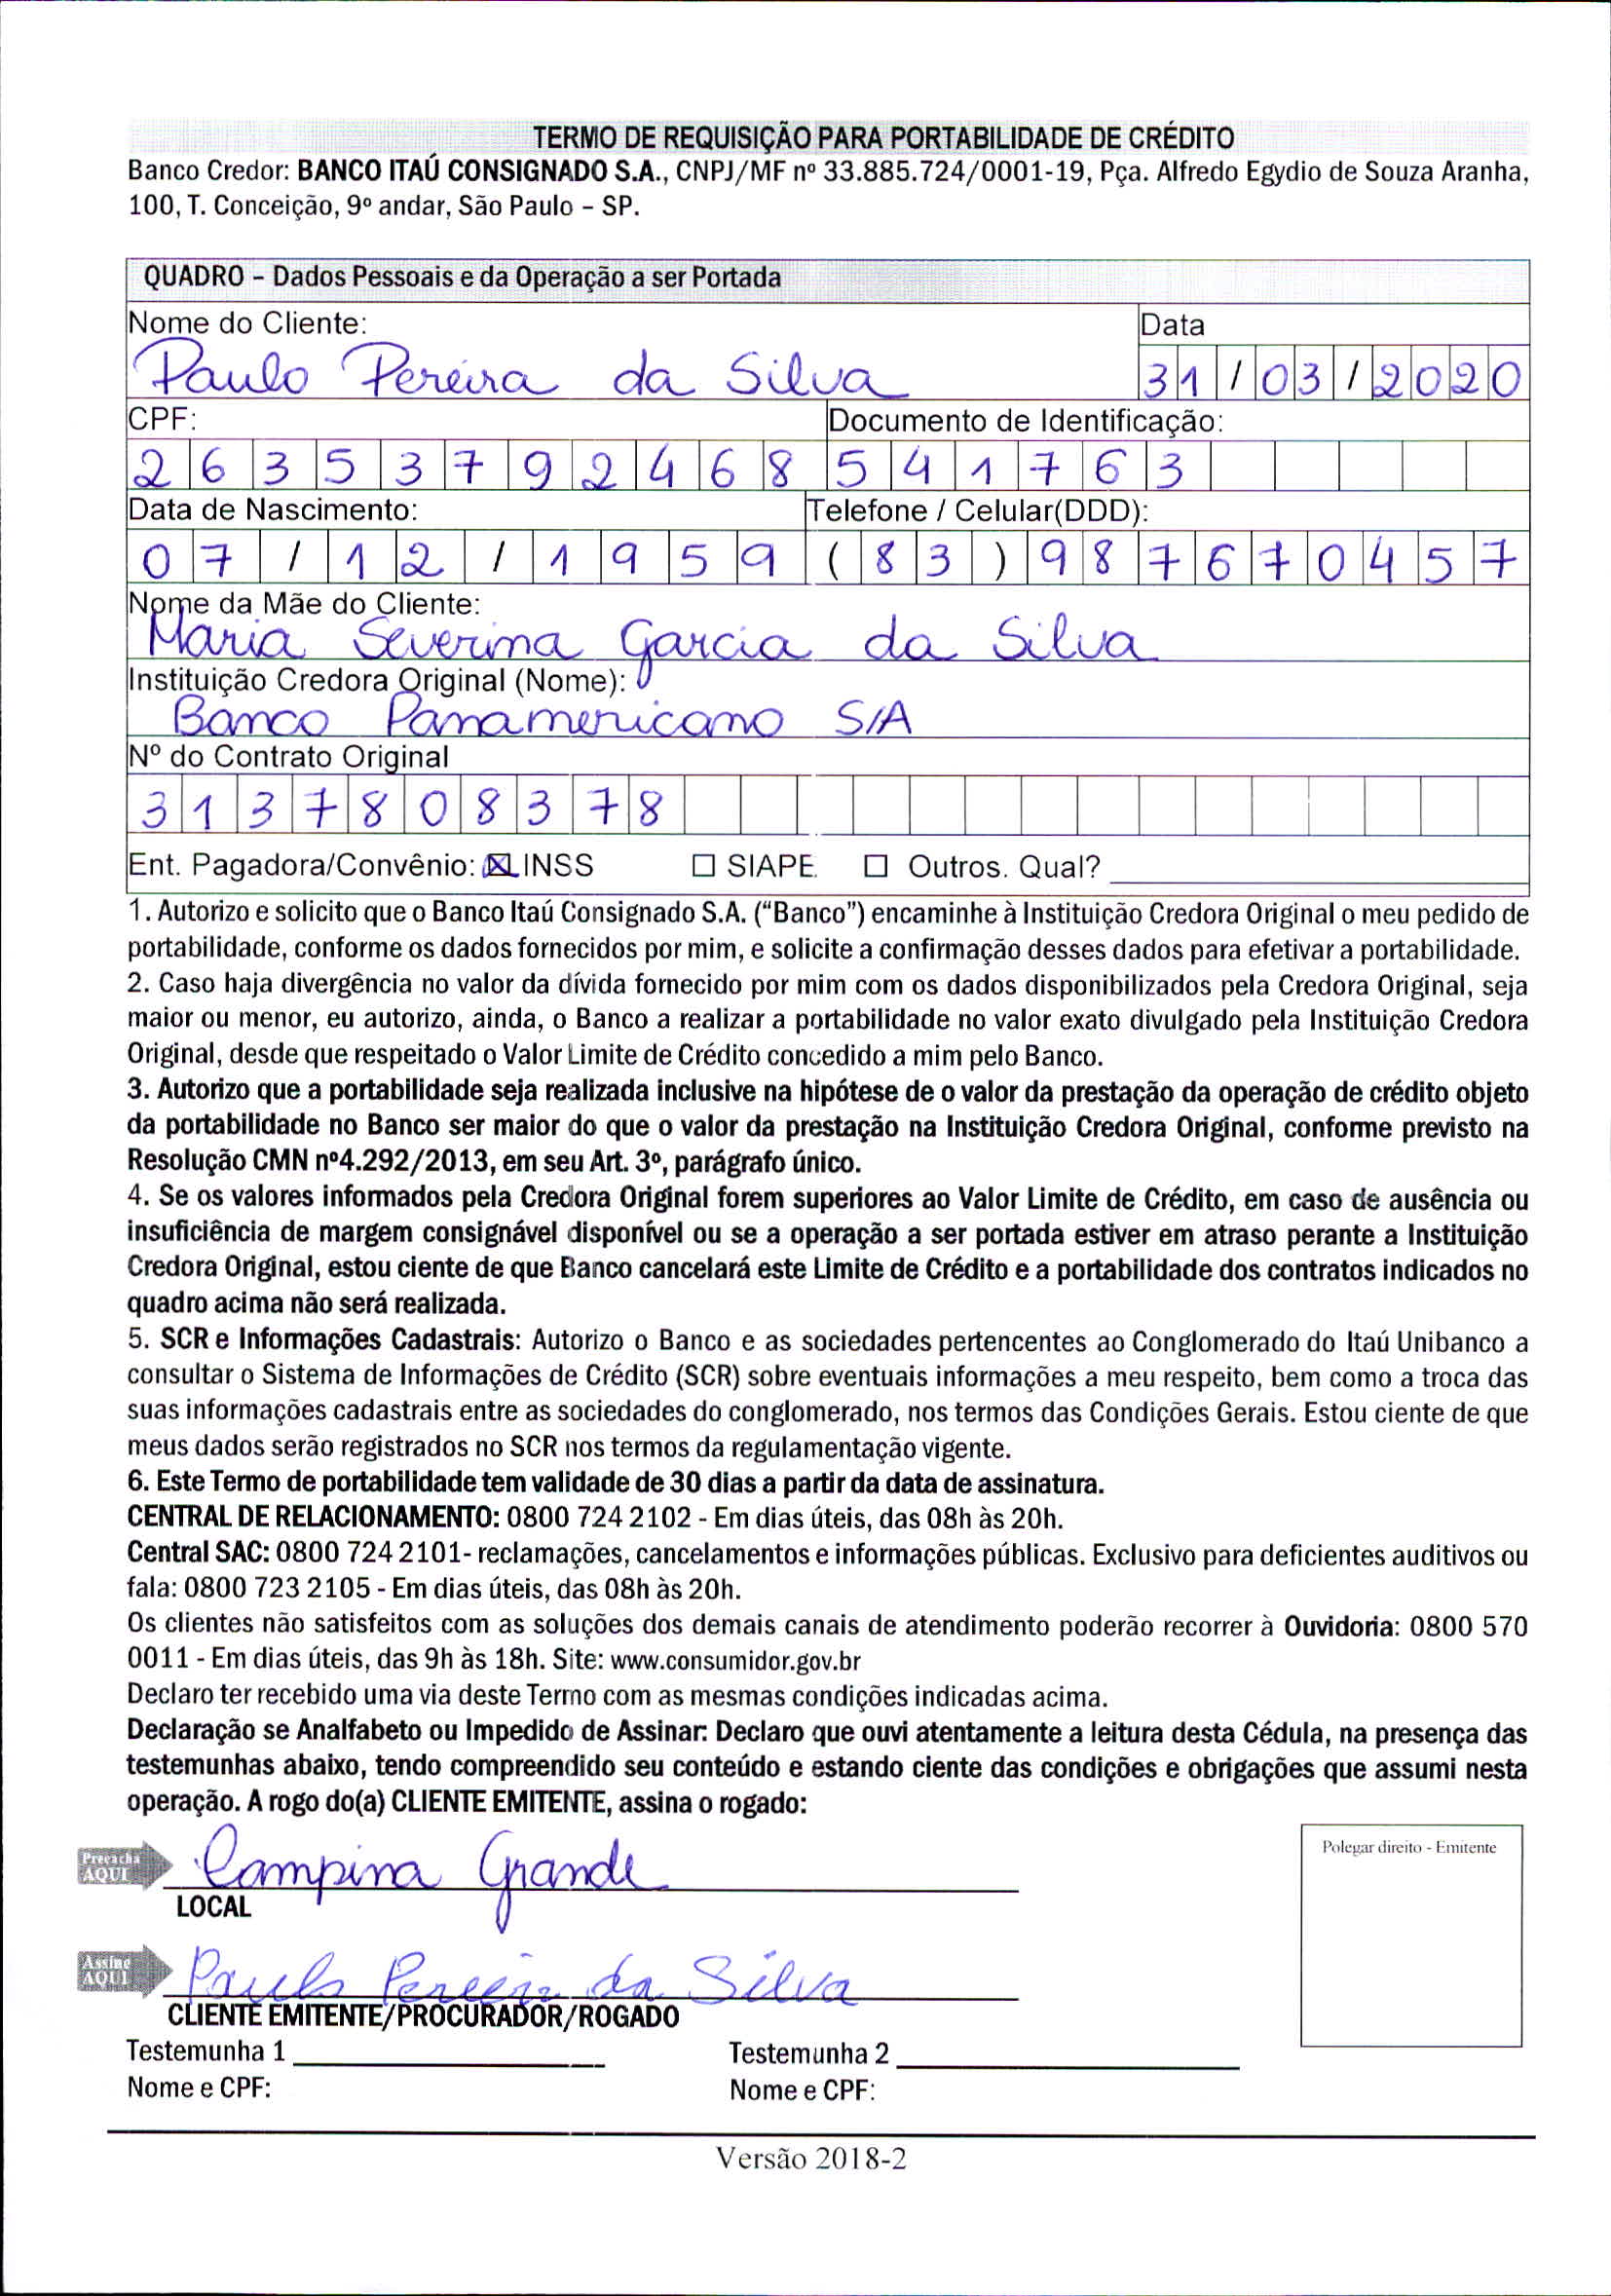 TERMO DE REQUISIÇÃO PARA PORTABILIDADE DE CRÉDITO
Banco Credor: BANCO ITAÚ CONSIGNADO S.A., CNPJ/MF nº 33.885.724/0001-19, Pça. Alfredo Egydio de Souza Aranha,
100, T. Conceição, 9º andar, São Paulo – SP.
QUADRO – Dados Pessoais e da Operação a ser Portada
Nome do Cliente: Data
Paulo Pereira da Silva 31/03/2020
CPF: Documento de Identificação:
26353792468 541763
Data de Nascimento: Telefone / Celular(DDD):
07/12/1959 (83)987670457
Nome da Mãe do Cliente:
Maria Severina Garcia da Silva
Instituição Credora Original (Nome):
Banco Panamericano S/A
Nº do Contrato Original
3137808378
Ent. Pagadora/Convênio: ☒ INSS ☐ SIAPE. ☐ Outros. Qual?
1. Autorizo e solicito que o Banco Itaú Consignado S.A. (“Banco”) encaminhe à Instituição Credora Original o meu pedido de
portabilidade, conforme os dados fornecidos por mim, e solicite a confirmação desses dados para efetivar a portabilidade.
2. Caso haja divergência no valor da dívida fornecido por mim com os dados disponibilizados pela Credora Original, seja
maior ou menor, eu autorizo, ainda, o Banco a realizar a portabilidade no valor exato divulgado pela Instituição Credora
Original, desde que respeitado o Valor Limite de Crédito concedido a mim pelo Banco.
3. Autorizo que a portabilidade seja realizada inclusive na hipótese de o valor da prestação da operação de crédito objeto
da portabilidade no Banco ser maior do que o valor da prestação na Instituição Credora Original, conforme previsto na
Resolução CMN nº4.292/2013, em seu Art. 3º, parágrafo único.
4. Se os valores informados pela Credora Original forem superiores ao Valor Limite de Crédito, em caso de ausência ou
insuficiência de margem consignável disponível ou se a operação a ser portada estiver em atraso perante a Instituição
Credora Original, estou ciente de que Banco cancelará este Limite de Crédito e a portabilidade dos contratos indicados no
quadro acima não será realizada.
5. SCR e Informações Cadastrais: Autorizo o Banco e as sociedades pertencentes ao Conglomerado do Itaú Unibanco a
consultar o Sistema de Informações de Crédito (SCR) sobre eventuais informações a meu respeito, bem como a troca das
suas informações cadastrais entre as sociedades do conglomerado, nos termos das Condições Gerais. Estou ciente de que
meus dados serão registrados no SCR nos termos da regulamentação vigente.
6. Este Termo de portabilidade tem validade de 30 dias a partir da data de assinatura.
CENTRAL DE RELACIONAMENTO: 0800 724 2102 - Em dias úteis, das 08h às 20h.
Central SAC: 0800 724 2101- reclamações, cancelamentos e informações públicas. Exclusivo para deficientes auditivos ou
fala: 0800 723 2105 - Em dias úteis, das 08h às 20h.
Os clientes não satisfeitos com as soluções dos demais canais de atendimento poderão recorrer à Ouvidoria: 0800 570
0011 - Em dias úteis, das 9h às 18h. Site: www.consumidor.gov.br
Declaro ter recebido uma via deste Termo com as mesmas condições indicadas acima.
Declaração se Analfabeto ou Impedido de Assinar: Declaro que ouvi atentamente a leitura desta Cédula, na presença das
testemunhas abaixo, tendo compreendido seu conteúdo e estando ciente das condições e obrigações que assumi nesta
operação. A rogo do(a) CLIENTE EMITENTE, assina o rogado:
Polegar direito - Emitente
Preencha AQUI Campina Grande
LOCAL
Assine AQUI Paulo Pereira da Silva
CLIENTE EMITENTE/PROCURADOR/ROGADO
Testemunha 1 Testemunha 2
Nome e CPF: Nome e CPF:
Versão 2018-2